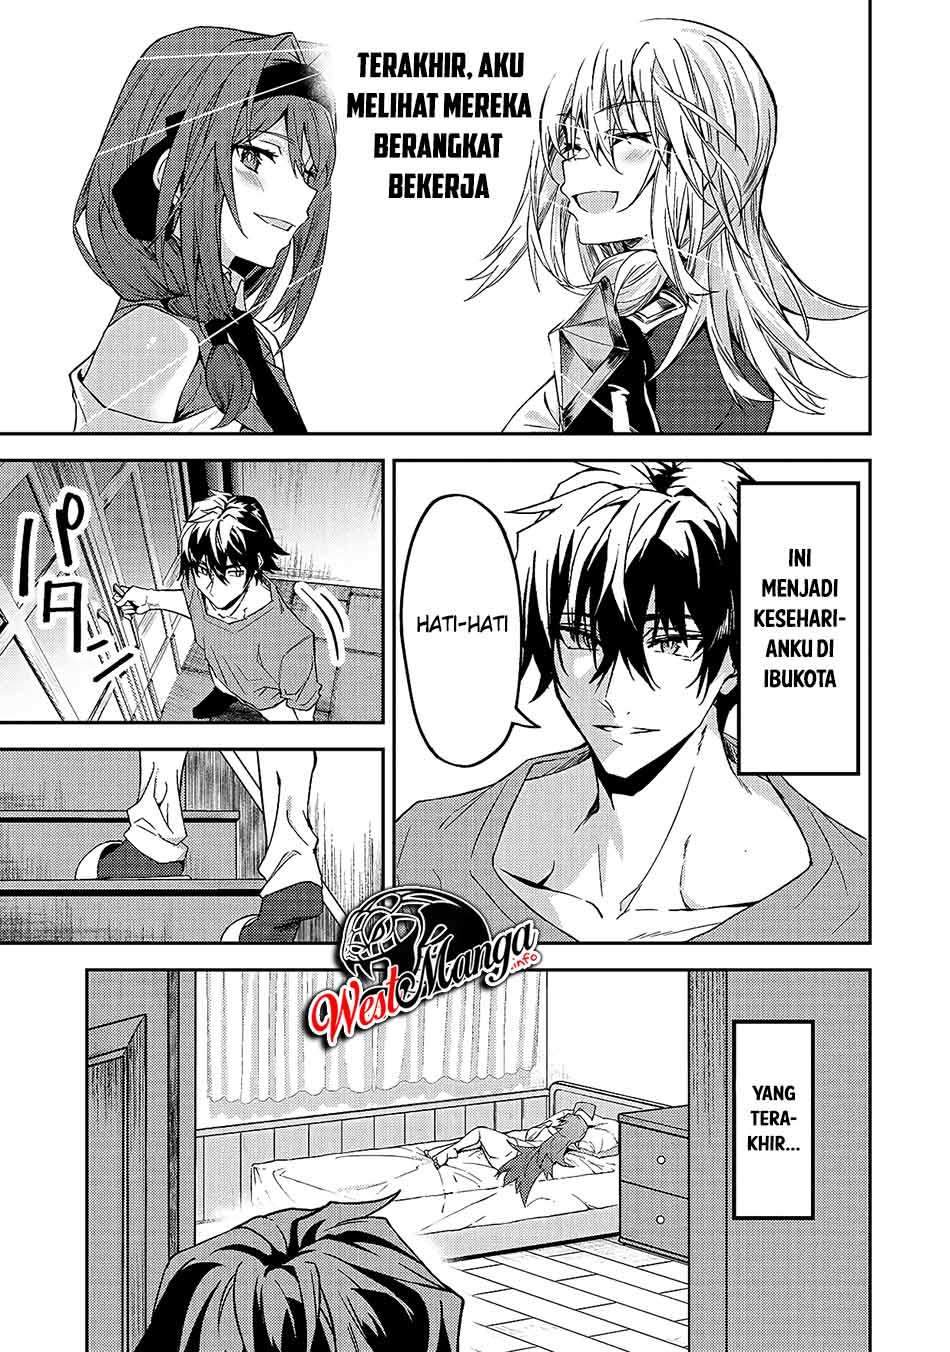 TERAKHIR, AKU
MELIHAT MEREKA
BERANGKAT
BEKERJA
INI
MENJADI
KESEHARI-
ANKU DI
IBUKOTA
HATI-HATI
パタン
WestManga
.info
YANG
TERA-
KHIR...